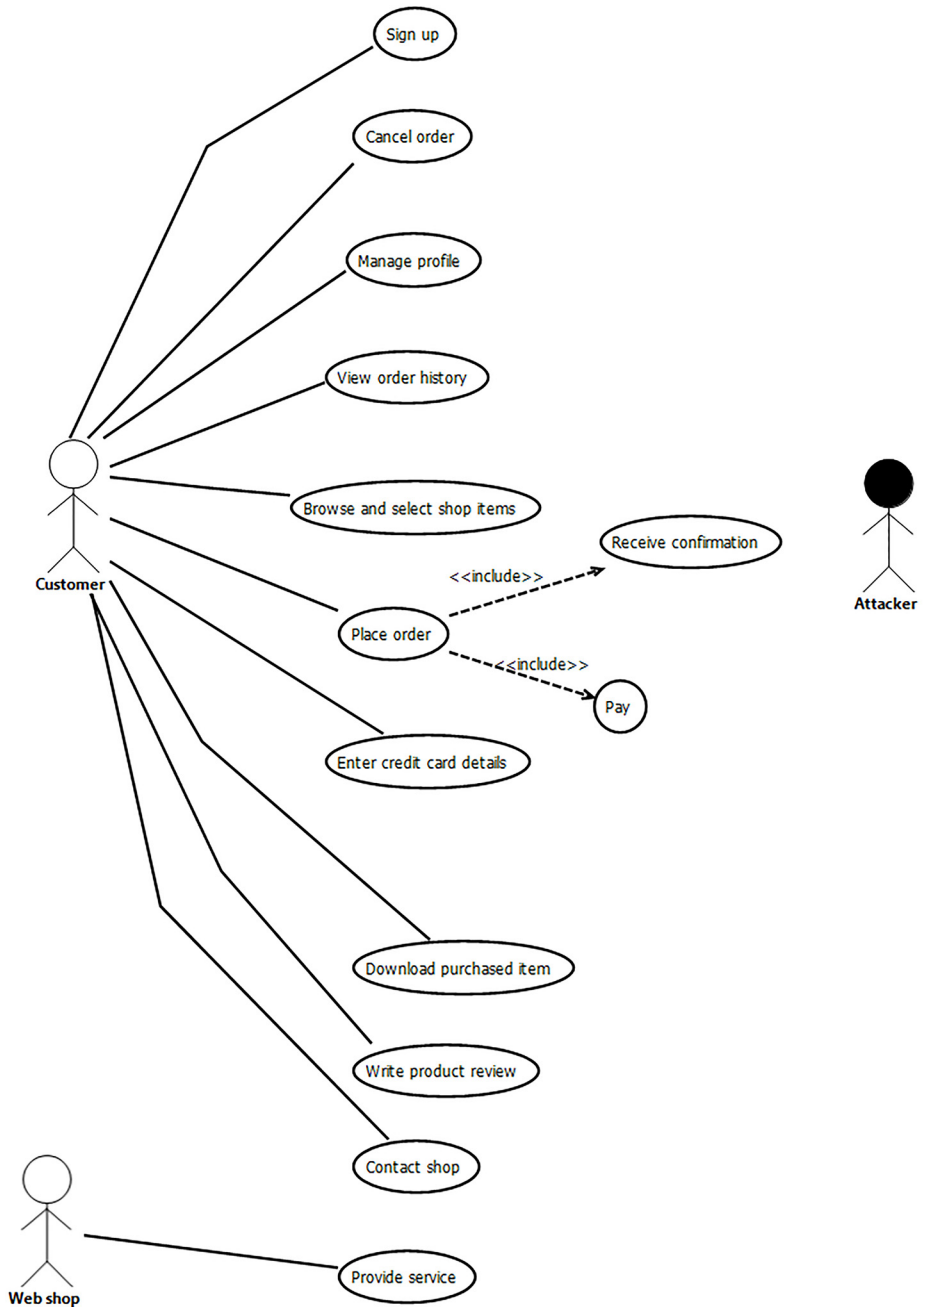 Sign up
Cancel order
Manage profile
View order history
Browse and select shop items
Receive confirmation
<<include>>
Customer
Attacker
Place order
<<include>>
Pay
Enter credit card details
Download purchased item
Write product review
Contact shop
Provide service
Web shop